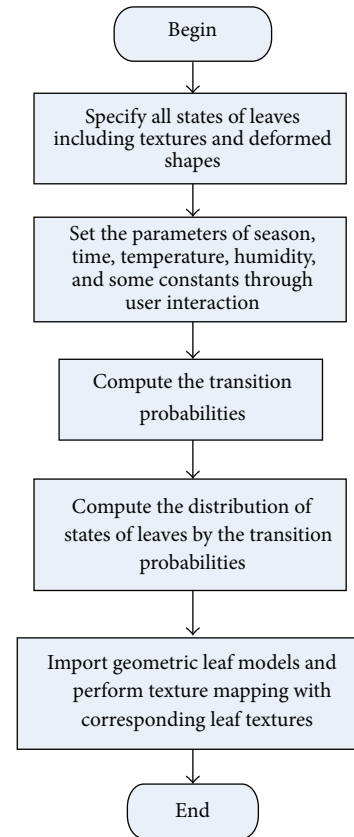 Begin
Specify all states of leaves
including textures and deformed
shapes
Set the parameters of season,
time, temperature, humidity,
and some constants through
user interaction
Compute the transition
probabilities
Compute the distribution of
states of leaves by the transition
probabilities
Import geometric leaf models and
perform texture mapping with
corresponding leaf textures
End